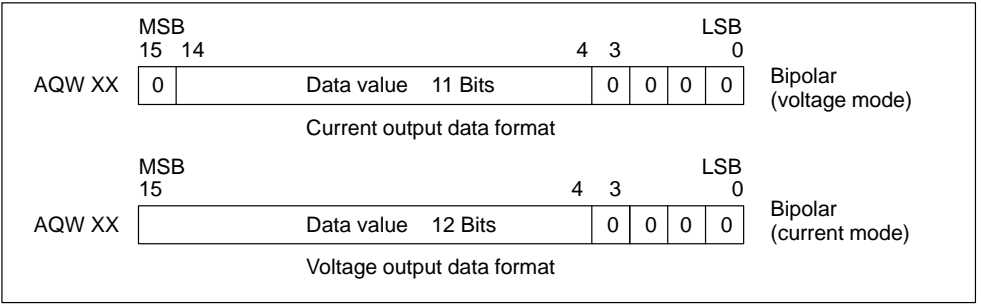 MSB LSB
15 14 4 3 0
AQW XX 0 Data value 11 Bits 0 0 0 0 Bipolar
(voltage mode)
Current output data format
MSB LSB
15 4 3 0
AQW XX Data value 12 Bits 0 0 0 0 Bipolar
(current mode)
Voltage output data format